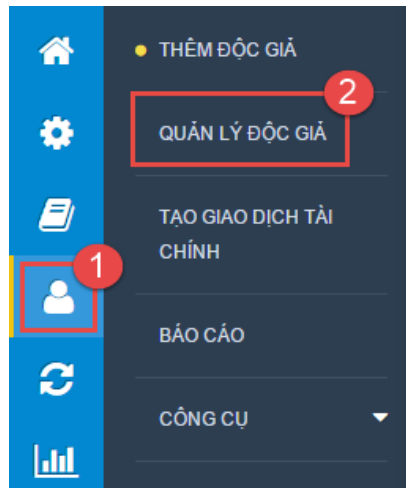 THÊM ĐỘC GIẢ
2
QUẢN LÝ ĐỘC GIẢ
TẠO GIAO DỊCH TÀI
CHÍNH
1
BÁO CÁO
CÔNG CỤ